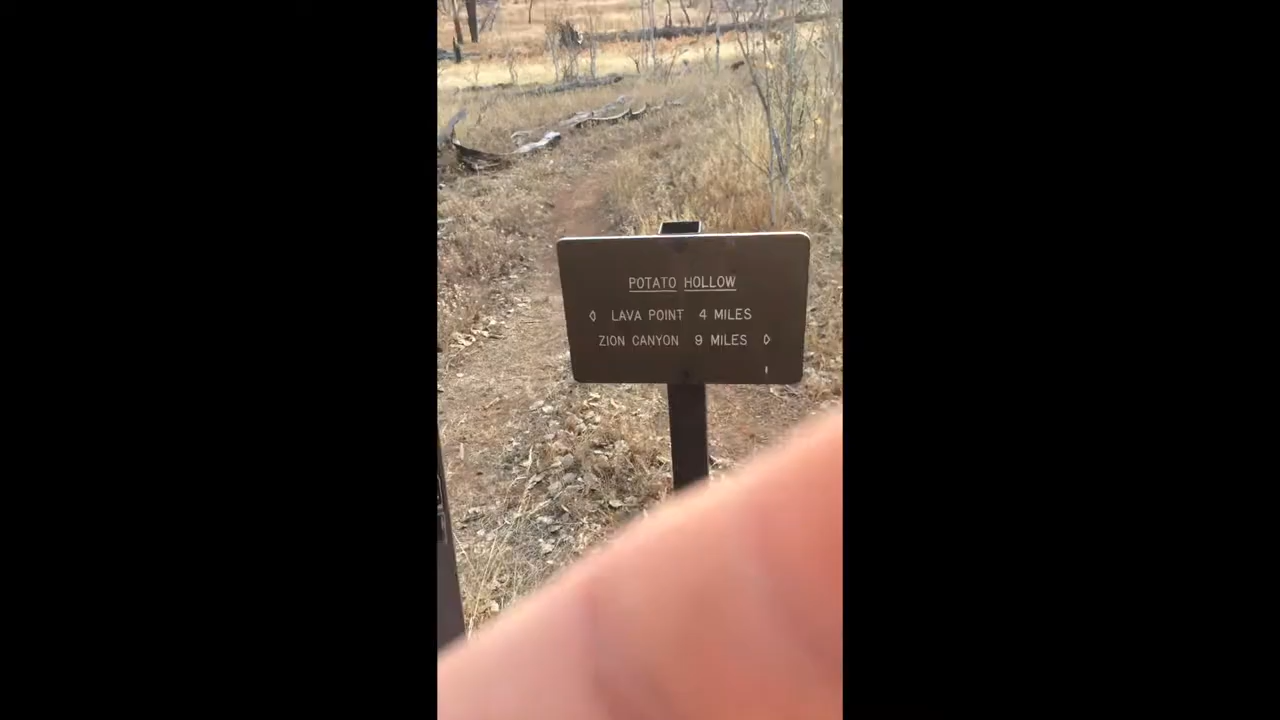 POTATO HOLLOW
◊ LAVA POINT 4 MILES
ZION CANYON 9 MILES ◊